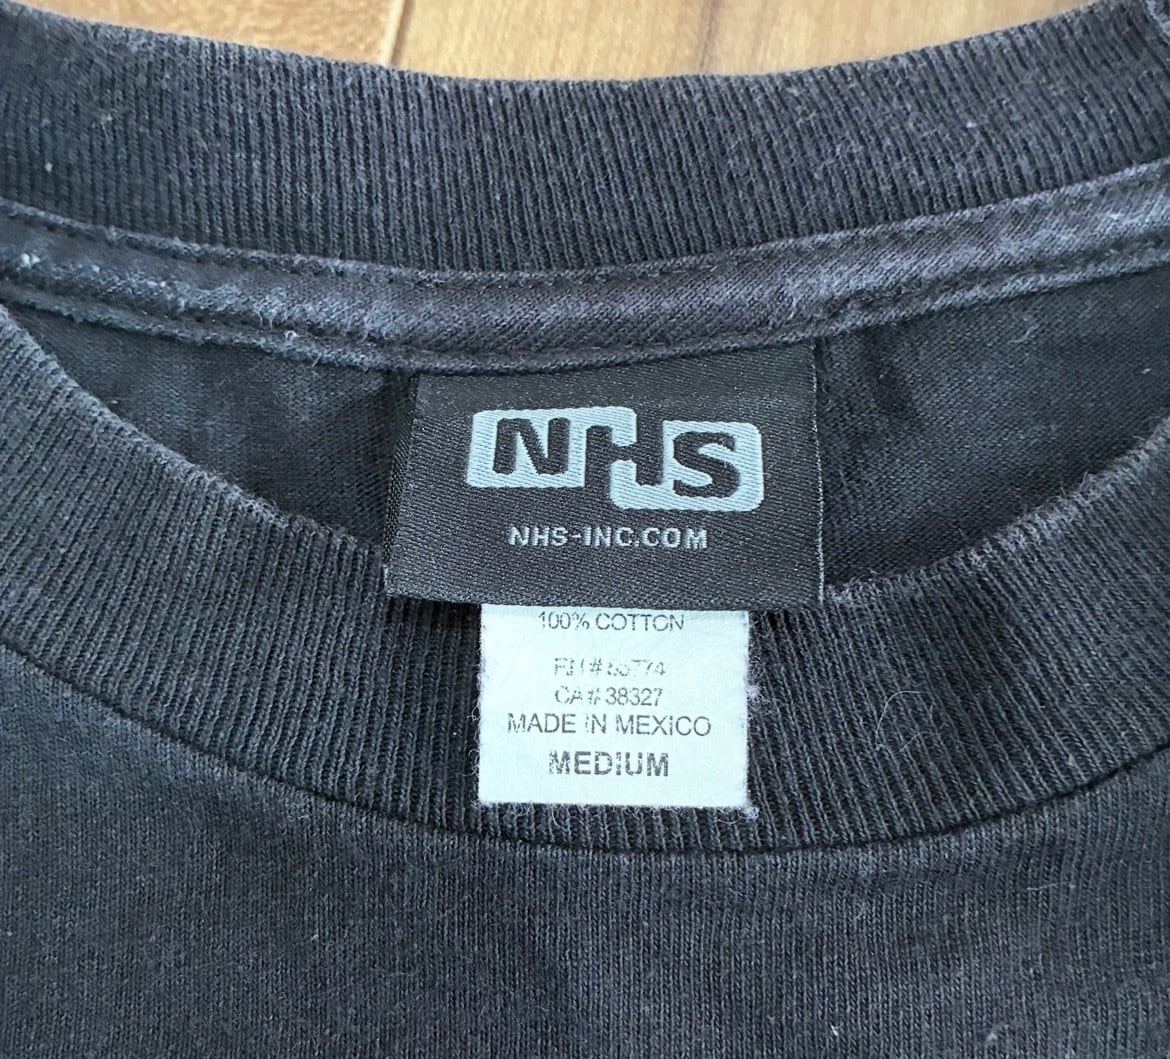 NHS
NHS-INC.COM
100% COTTON
CA# 38327
MADE IN MEXICO
MEDIUM